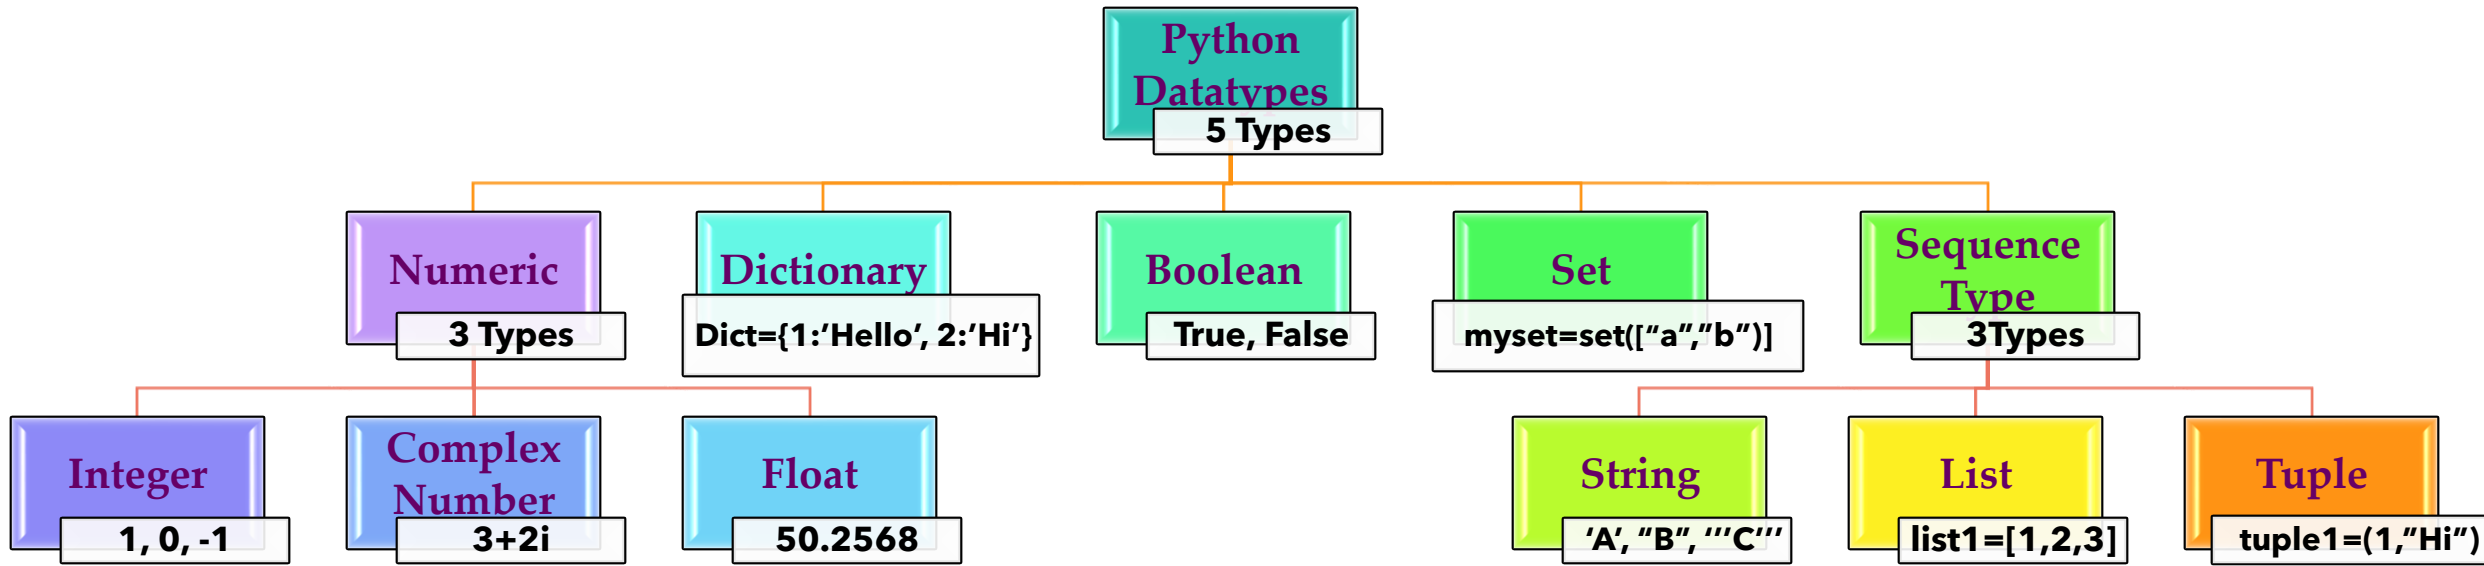 Python
Datatypes
5 Types
Numeric
3 Types
Dictionary
Dict={1:’Hello’, 2:’Hi’}
Boolean
True, False
Set
myset=set([“a”,”b”)]
Sequence
Type
3Types
Integer
1, 0, -1
Complex
Number
3+2i
Float
50.2568
String
’A’, “B”, ’’’C’’’
List
list1=[1,2,3]
Tuple
tuple1=(1,”Hi”)